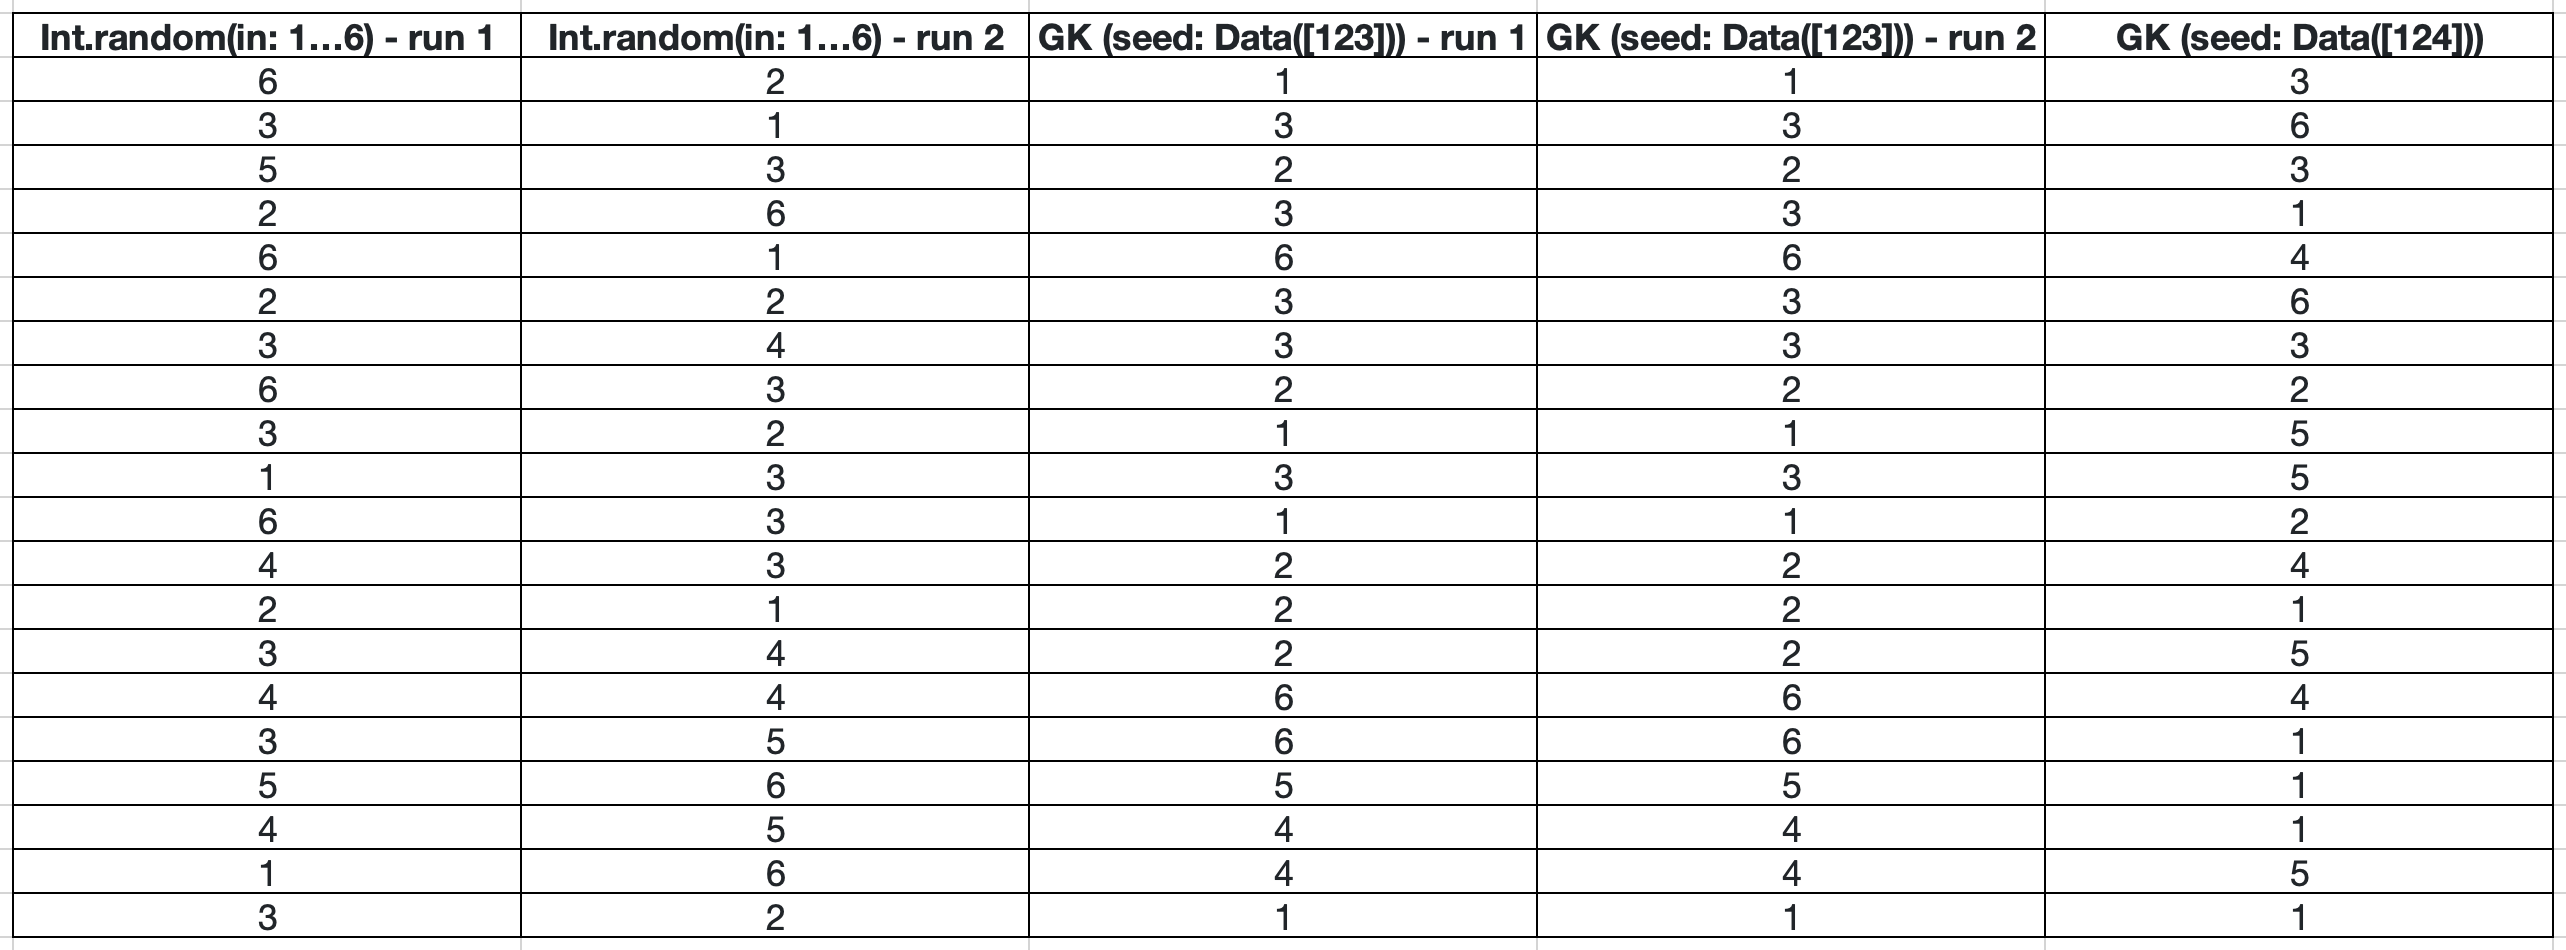 Int.random(in: 1…6) - run 1 Int.random(in: 1…6) - run 2 GK (seed: Data([123])) - run 1 GK (seed: Data([123])) - run 2 GK (seed: Data([124]))
6 2 1 1 3
3 1 3 3 6
5 3 2 2 3
2 6 3 3 1
6 1 6 6 4
2 2 3 3 6
3 4 3 3 3
6 3 2 2 2
3 2 1 1 5
1 3 3 3 5
6 3 1 1 2
4 3 2 2 4
2 1 2 2 1
3 4 2 2 5
4 4 6 6 4
3 5 6 6 1
5 6 5 5 1
4 5 4 4 1
1 6 4 4 5
3 2 1 1 1